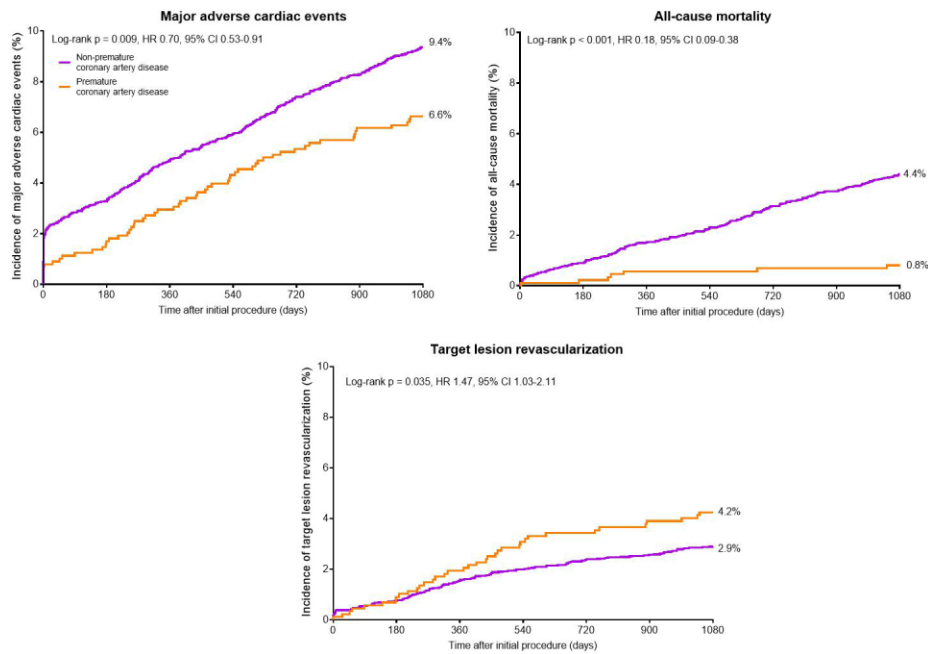 Major adverse cardiac events
Log-rank p = 0.009, HR 0.70, 95% CI 0.53-0.91
Non-premature
coronary artery disease
Premature
coronary artery disease
Incidence of major adverse cardiac events (%)
10
8
6
4
2
0
9.4%
6.6%
0 180 360 540 720 900 1080
Time after initial procedure (days)
All-cause mortality
Log-rank p < 0.001, HR 0.18, 95% CI 0.09-0.38
Incidence of all-cause mortality (%)
10
8
6
4
2
0
4.4%
0.8%
0 180 360 540 720 900 1080
Time after initial procedure (days)
Target lesion revascularization
Log-rank p = 0.035, HR 1.47, 95% CI 1.03-2.11
Incidence of target lesion revascularization (%)
10
8
6
4
2
0
4.2%
2.9%
0 180 360 540 720 900 1080
Time after initial procedure (days)